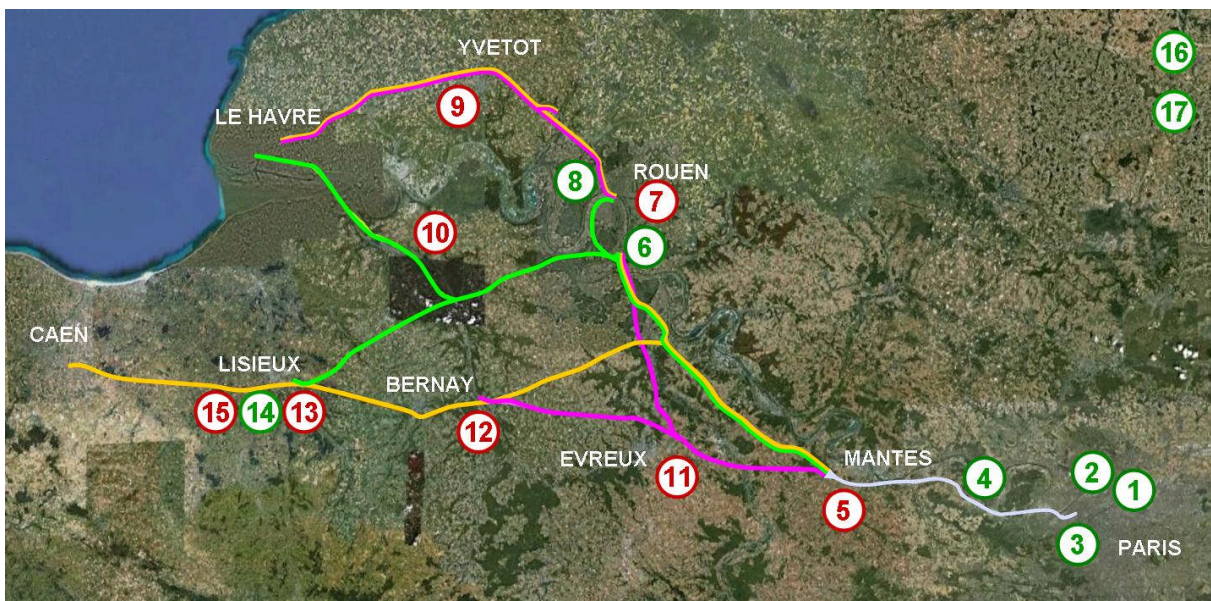 16
YVETOT
17
9
LE HAVRE
8
ROUEN
7
10
6
CAEN
LISIEUX
BERNAY
15
14
13
12
EVREUX
11
MANTES
4
2
1
5
3
PARIS